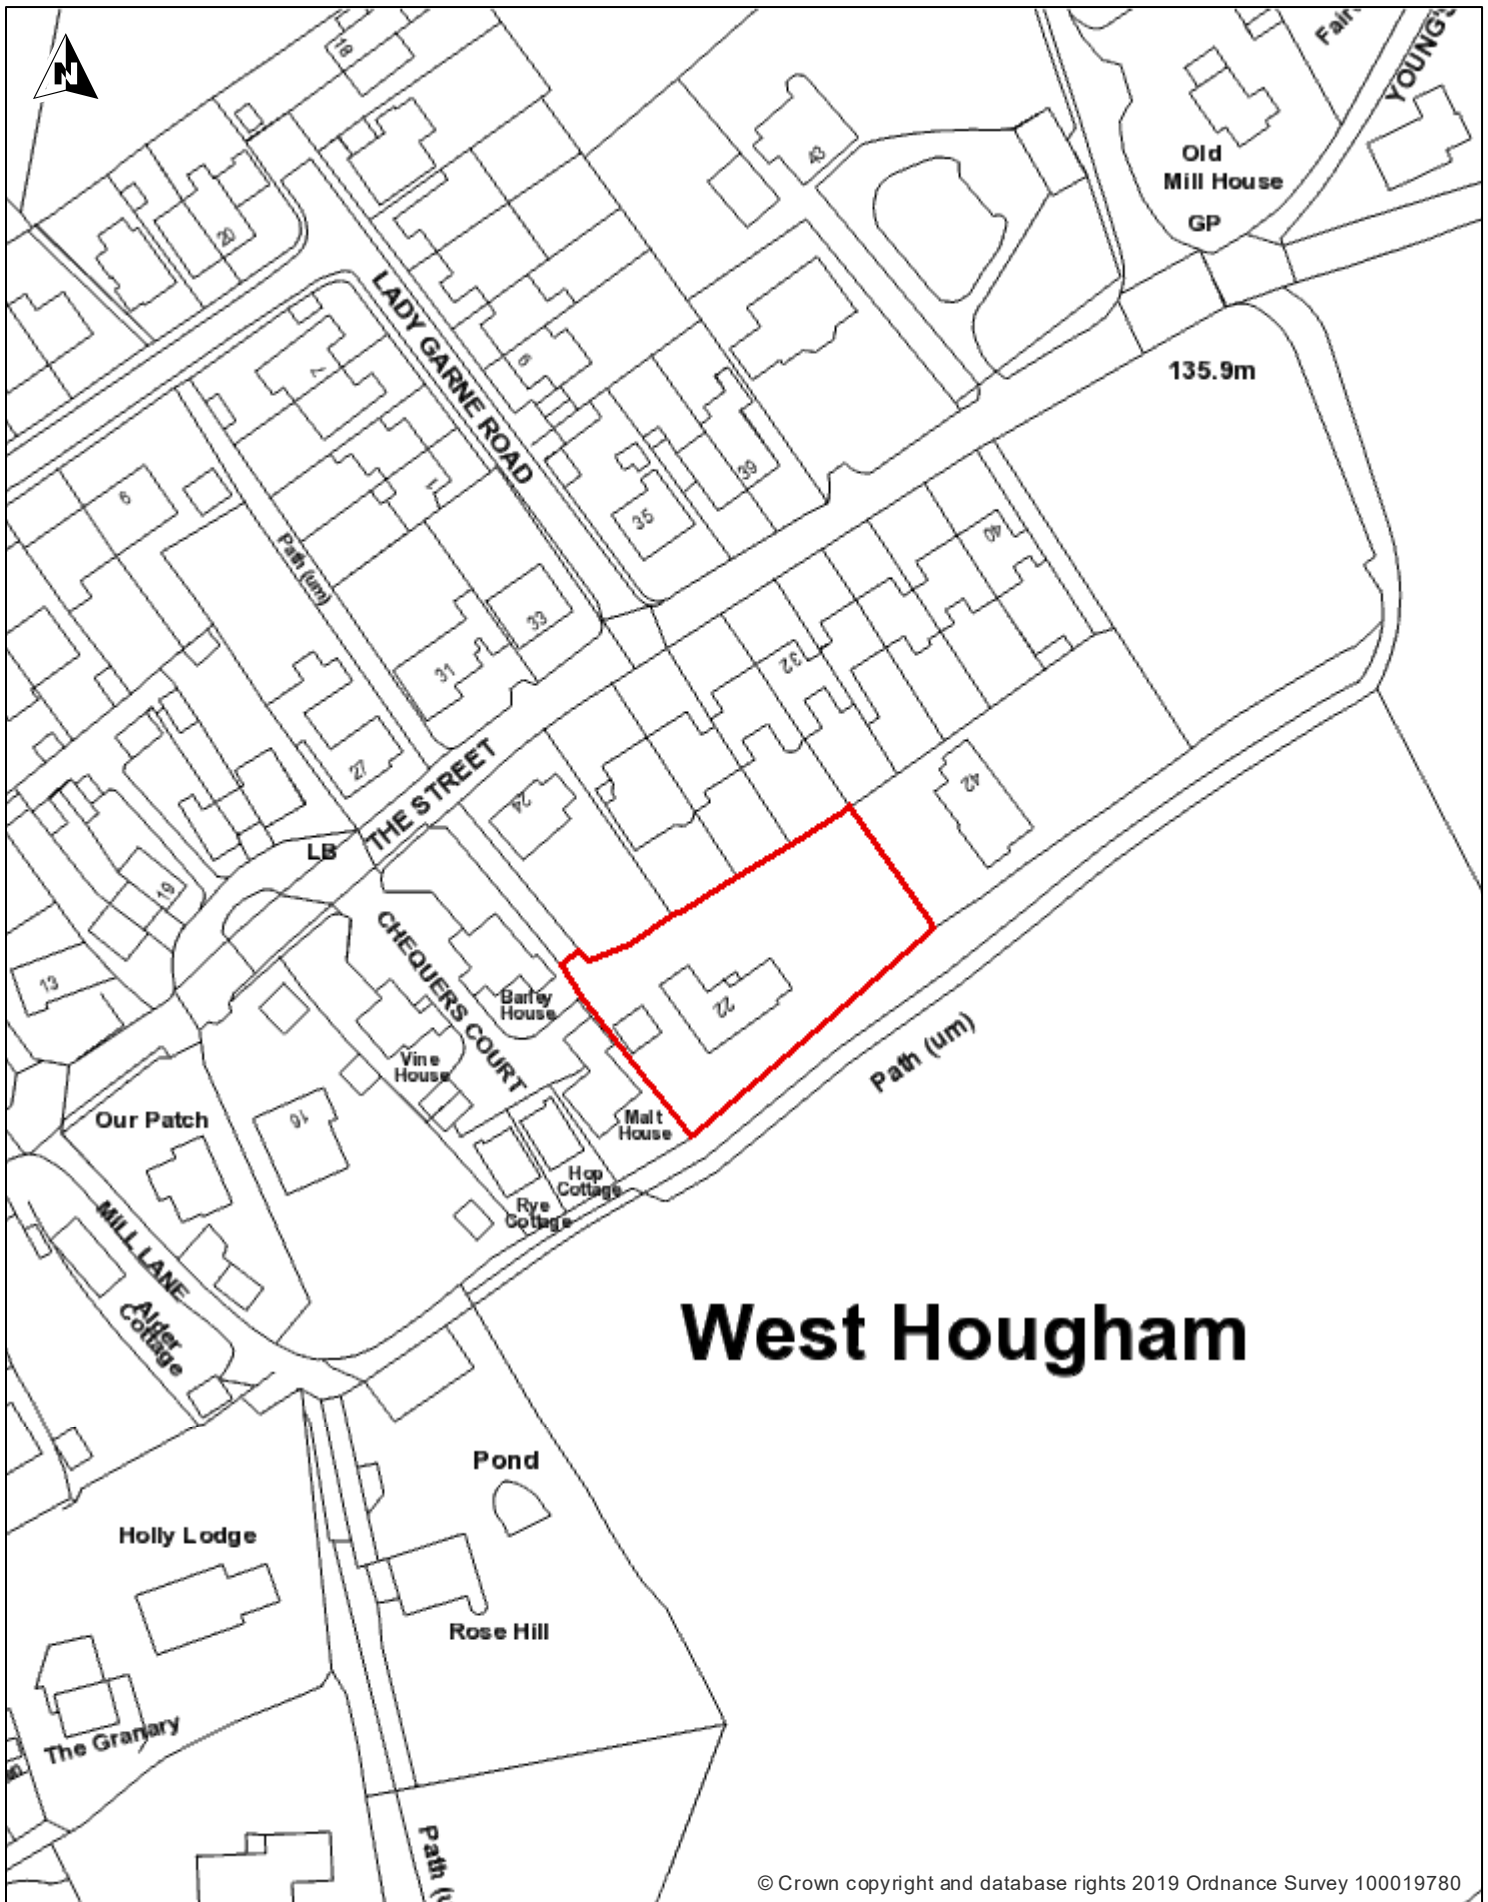 N
18
Fair
YOUNG'S
43
Old
Mill House
GP
20
LADY GARNE ROAD
7
9
135.9m
6
39
1
35
40
Path (um)
33
31
32
27
THE STREET
24
42
LB
19
CHEQUERS COURT
13
Barley
House
22
Vine
House
Path (um)
Our Patch
16
Malt
House
Hop
Cottage
Rye
Cottage
MILL LANE
Alder
Cottage
West Hougham
Pond
Holly Lodge
Rose Hill
The Granary
Path (u
© Crown copyright and database rights 2019 Ordnance Survey 100019780